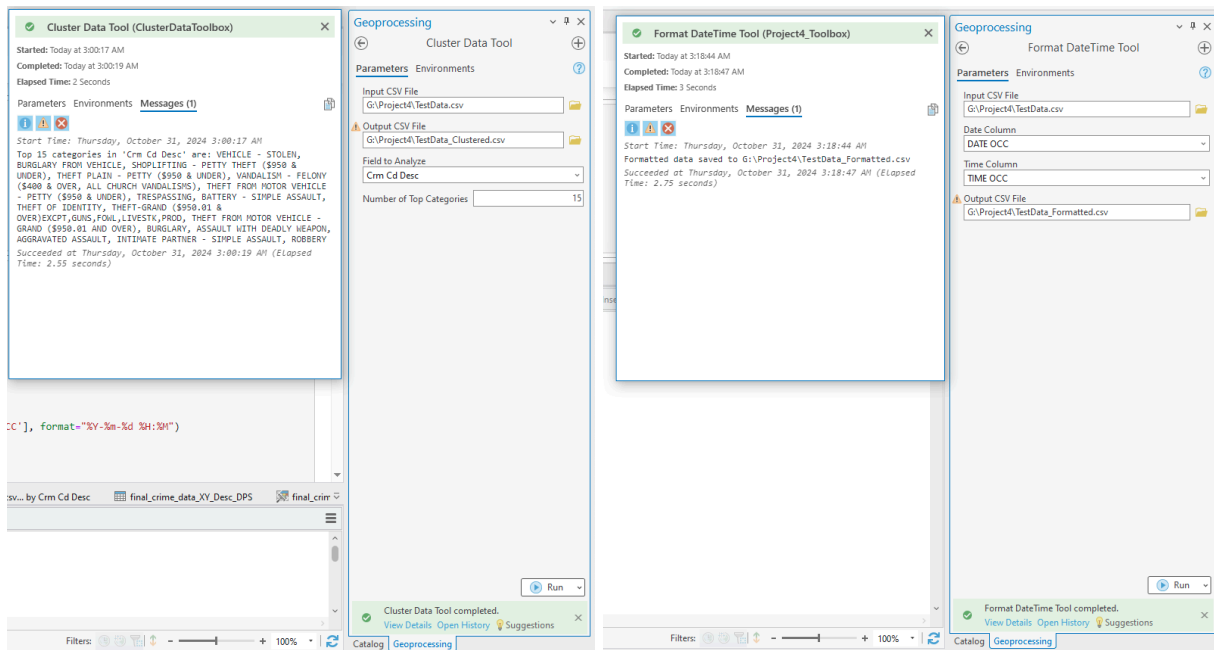 Cluster Data Tool (ClusterDataToolbox)
Started: Today at 3:00:17 AM
Completed: Today at 3:00:19 AM
Elapsed Time: 2 Seconds
Parameters Environments Messages (1)
Start Time: Thursday, October 31, 2024 3:00:17 AM
Top 15 categories in 'Crm Cd Desc' are: VEHICLE - STOLEN,
BURGLARY FROM VEHICLE, SHOPLIFTING - PETTY THEFT ($950 &
UNDER), THEFT PLAIN - PETTY ($950 & UNDER), VANDALISM - FELONY
($400 & OVER, ALL CHURCH VANDALISMS), THEFT FROM MOTOR VEHICLE
- PETTY ($950 & UNDER), TRESPASSING, BATTERY - SIMPLE ASSAULT,
THEFT OF IDENTITY, THEFT-GRAND ($950.01 &
OVER)EXCPT,GUNS,FOWL,LIVESTK,PROD, THEFT FROM MOTOR VEHICLE -
GRAND ($950.01 AND OVER), BURGLARY, ASSAULT WITH DEADLY WEAPON,
AGGRAVATED ASSAULT, INTIMATE PARTNER - SIMPLE ASSAULT, ROBBERY
Succeeded at Thursday, October 31, 2024 3:00:19 AM (Elapsed
Time: 2.55 seconds)
CC'], format="%Y-%m-%d %H:%M")
sv... by Crm Cd Desc final_crime_data_XY_Desc_DPS final_crim
Filters: - + 100%
Geoprocessing
Cluster Data Tool
Parameters Environments
Input CSV File
G:\Project4\TestData.csv
Output CSV File
G:\Project4\TestData_Clustered.csv
Field to Analyze
Crm Cd Desc
Number of Top Categories 15
Run
Cluster Data Tool completed.
View Details Open History Suggestions
Catalog Geoprocessing
Format DateTime Tool (Project4_Toolbox)
Started: Today at 3:18:44 AM
Completed: Today at 3:18:47 AM
Elapsed Time: 3 Seconds
Parameters Environments Messages (1)
Start Time: Thursday, October 31, 2024 3:18:44 AM
Formatted data saved to G:\Project4\TestData_Formatted.csv
Succeeded at Thursday, October 31, 2024 3:18:47 AM (Elapsed
Time: 2.75 seconds)
nse
Filters: - + 100%
Geoprocessing
Format DateTime Tool
Parameters Environments
Input CSV File
G:\Project4\TestData.csv
Date Column
DATE OCC
Time Column
TIME OCC
Output CSV File
G:\Project4\TestData_Formatted.csv
Run
Format DateTime Tool completed.
View Details Open History Suggestions
Catalog Geoprocessing